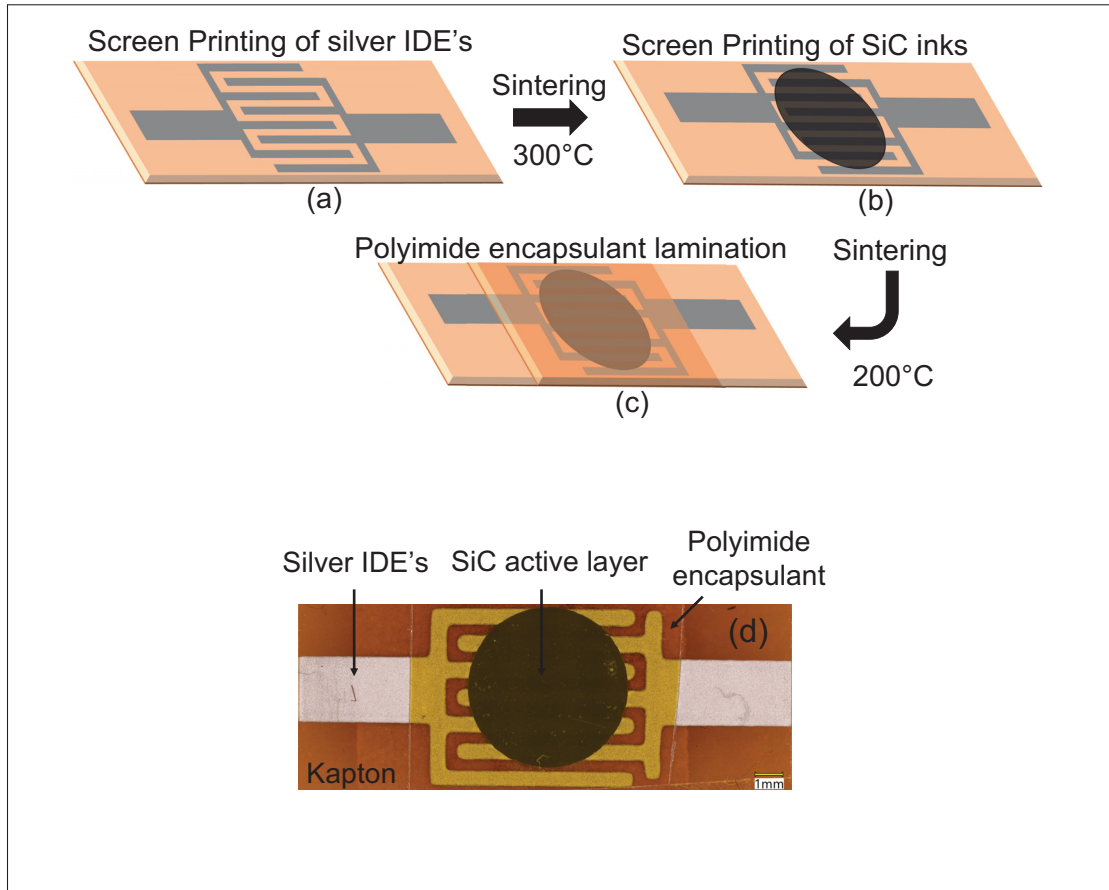 Screen Printing of silver IDE's
Sintering
300°C
(a)
Screen Printing of SiC inks
(b)
Polyimide encapsulant lamination
Sintering
200°C
(c)
Silver IDE's
SiC active layer
Polyimide
encapsulant
(d)
Kapton
1mm